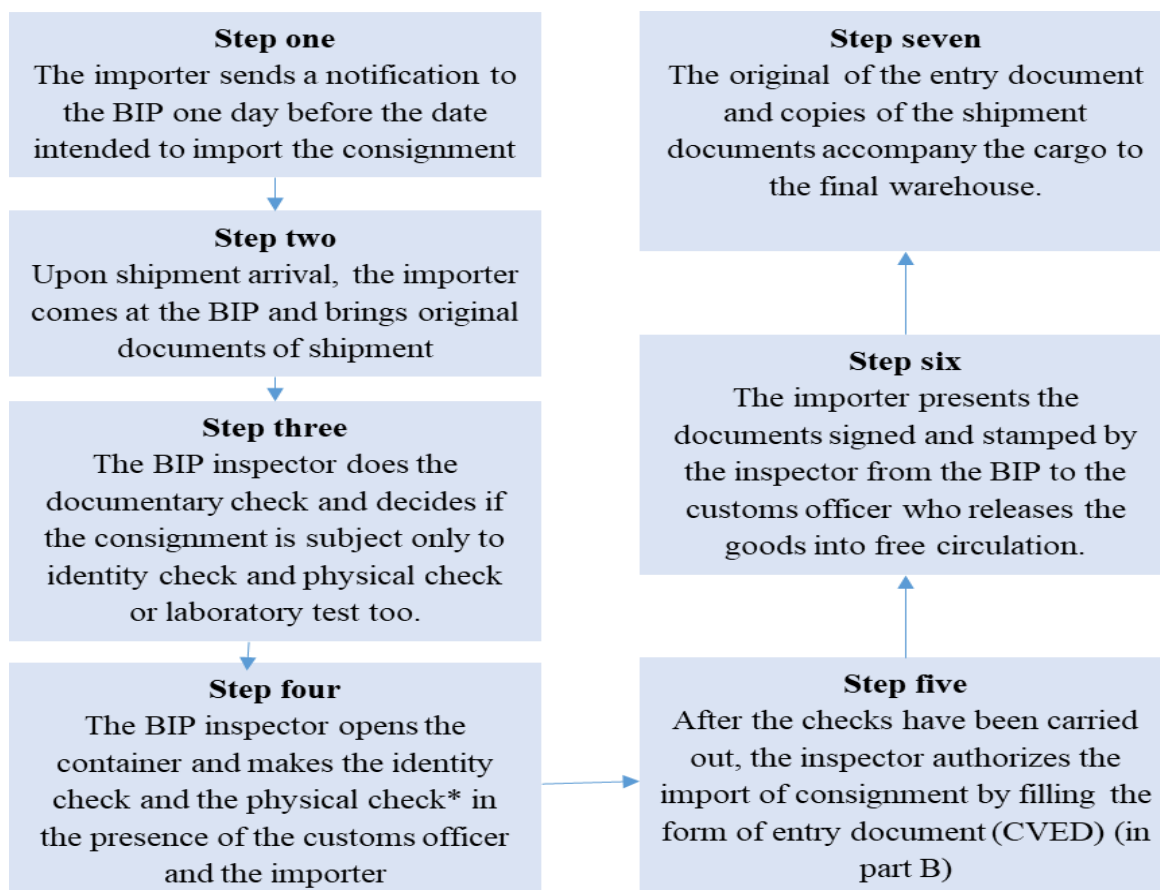 Step one
The importer sends a notification to
the BIP one day before the date
intended to import the consignment
Step two
Upon shipment arrival, the importer
comes at the BIP and brings original
documents of shipment
Step three
The BIP inspector does the
documentary check and decides if
the consignment is subject only to
identity check and physical check
or laboratory test too.
Step four
The BIP inspector opens the
container and makes the identity
check and the physical check* in
the presence of the customs officer
and the importer
Step five
After the checks have been carried
out, the inspector authorizes the
import of consignment by filling the
form of entry document (CVED) (in
part B)
Step six
The importer presents the
documents signed and stamped by
the inspector from the BIP to the
customs officer who releases the
goods into free circulation.
Step seven
The original of the entry document
and copies of the shipment
documents accompany the cargo to
the final warehouse.